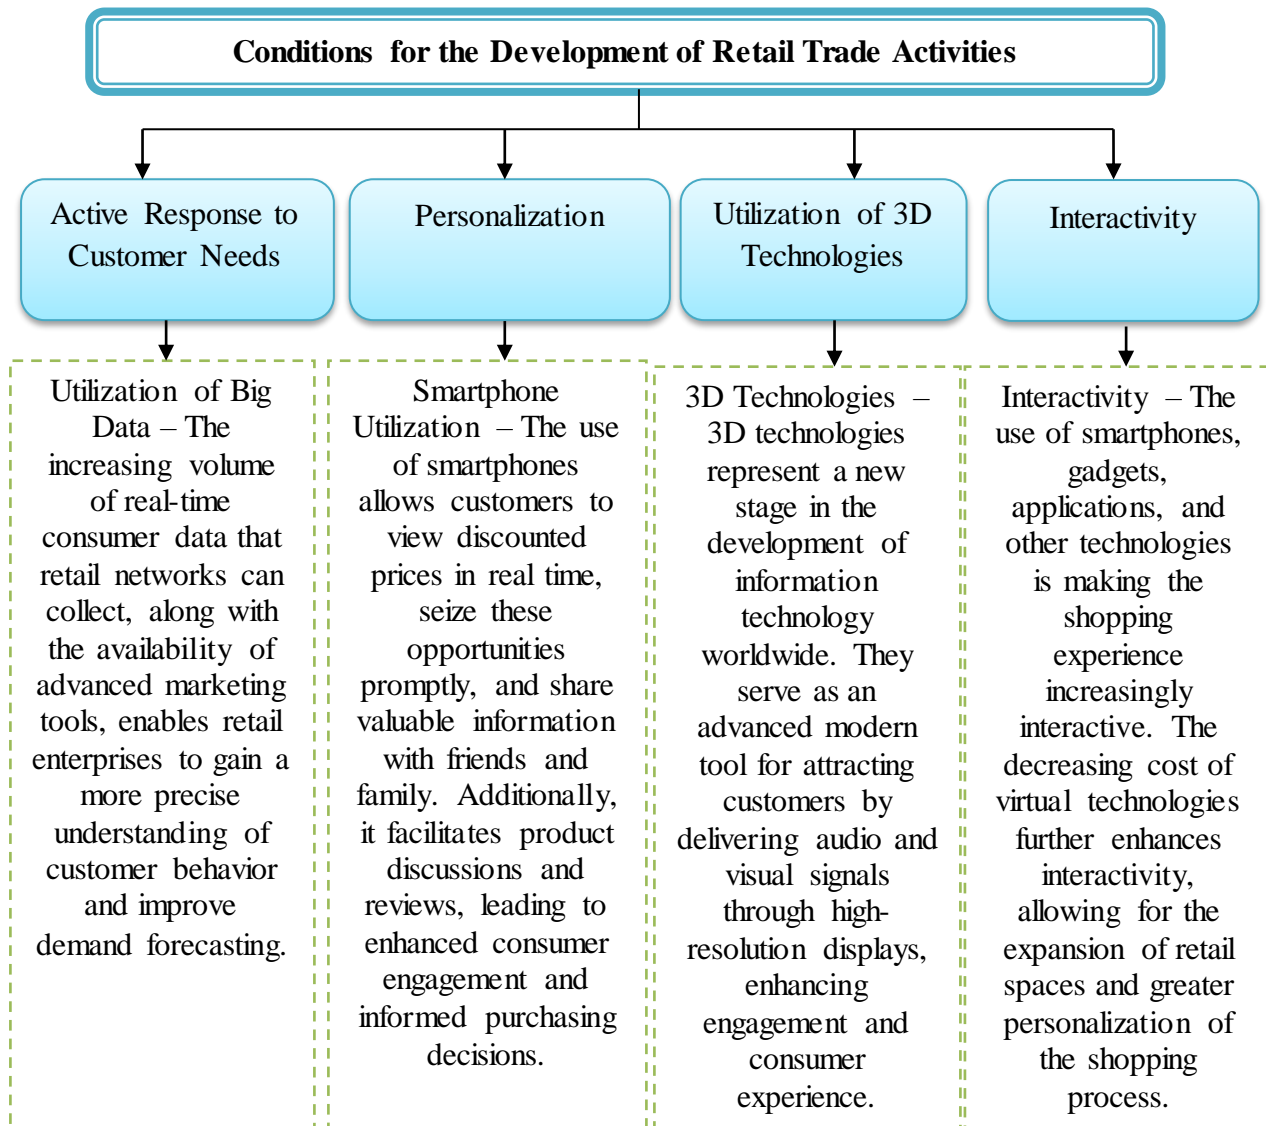 Conditions for the Development of Retail Trade Activities
Active Response to
Customer Needs
Personalization
Utilization of 3D
Technologies
Interactivity
Utilization of Big
Data – The
increasing volume
of real-time
consumer data that
retail networks can
collect, along with
the availability of
advanced marketing
tools, enables retail
enterprises to gain a
more precise
understanding of
customer behavior
and improve
demand forecasting.
Smartphone
Utilization – The use
of smartphones
allows customers to
view discounted
prices in real time,
seize these
opportunities
promptly, and share
valuable information
with friends and
family. Additionally,
it facilitates product
discussions and
reviews, leading to
enhanced consumer
engagement and
informed purchasing
decisions.
3D Technologies –
3D technologies
represent a new
stage in the
development of
information
technology
worldwide. They
serve as an
advanced modern
tool for attracting
customers by
delivering audio and
visual signals
through high-
resolution displays,
enhancing
engagement and
consumer
experience.
Interactivity – The
use of smartphones,
gadgets,
applications, and
other technologies
is making the
shopping
experience
increasingly
interactive. The
decreasing cost of
virtual technologies
further enhances
interactivity,
allowing for the
expansion of retail
spaces and greater
personalization of
the shopping
process.